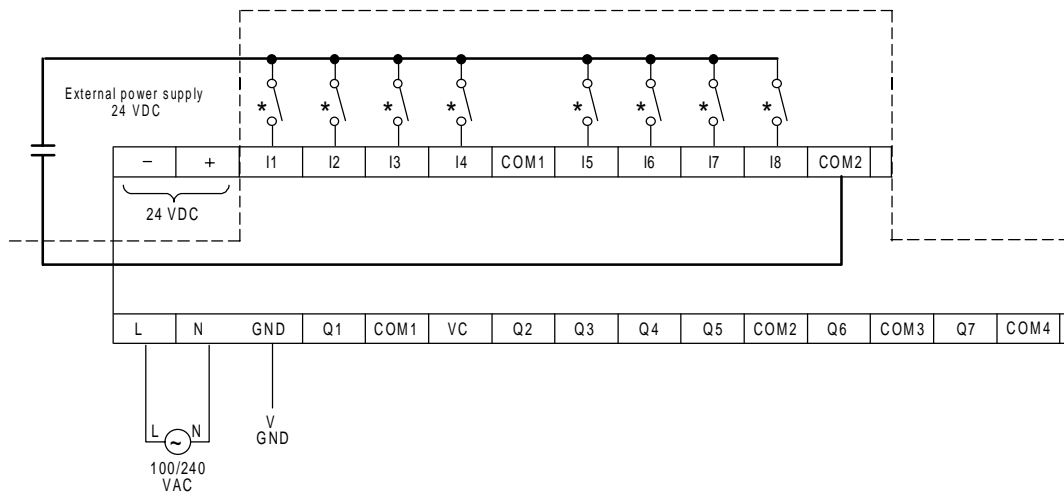 External power supply
24 VDC
* * * * * * * *
– + I1 I2 I3 I4 COM1 I5 I6 I7 I8 COM2
24 VDC
L N GND Q1 COM1 VC Q2 Q3 Q4 Q5 COM2 Q6 COM3 Q7 COM4
L ~ N
V
GND
100/240
VAC